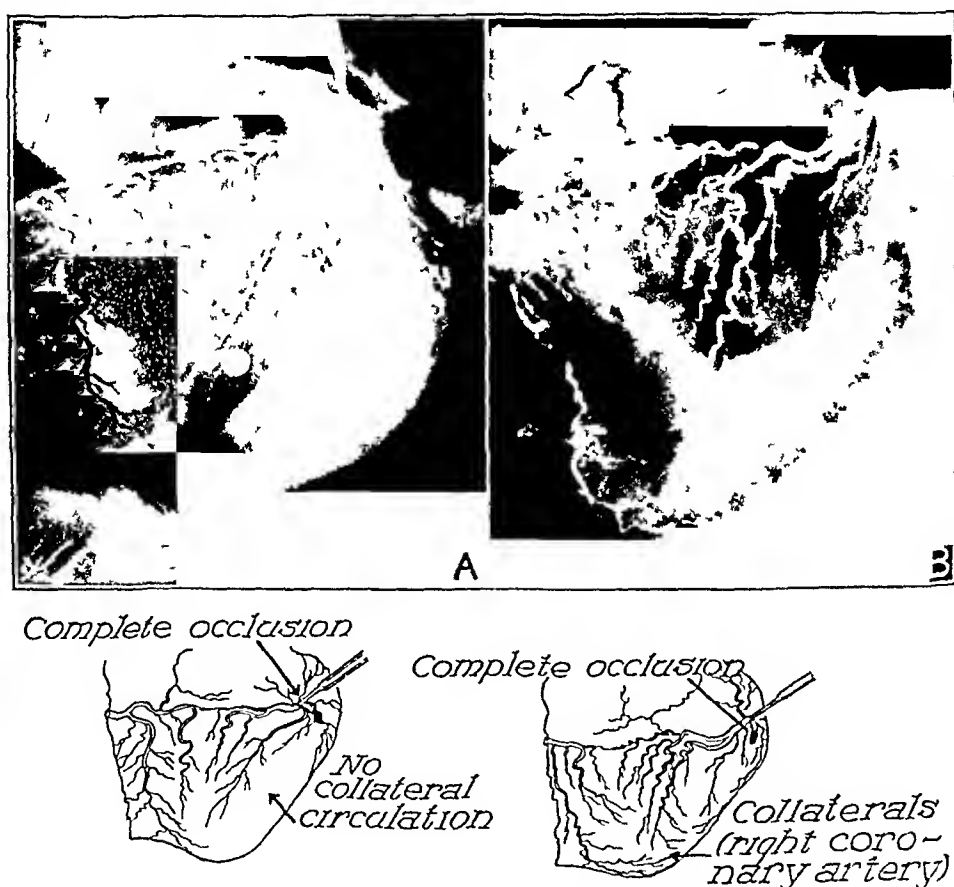 A
B
Complete occlusion
Complete occlusion
No
collateral
circulation
Collaterals
(right coro-
nary artery)